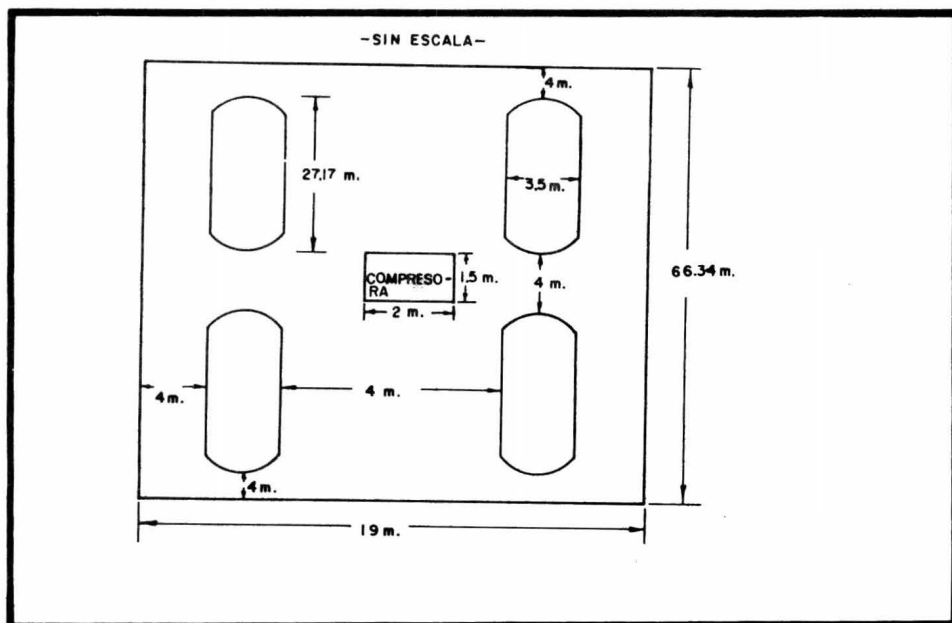 -SIN ESCALA-
4 m.
27.17 m.
3.5 m.
66.34 m.
COMPRESO-
RA
1.5 m.
4 m.
2 m.
4 m.
4 m.
4 m.
19 m.